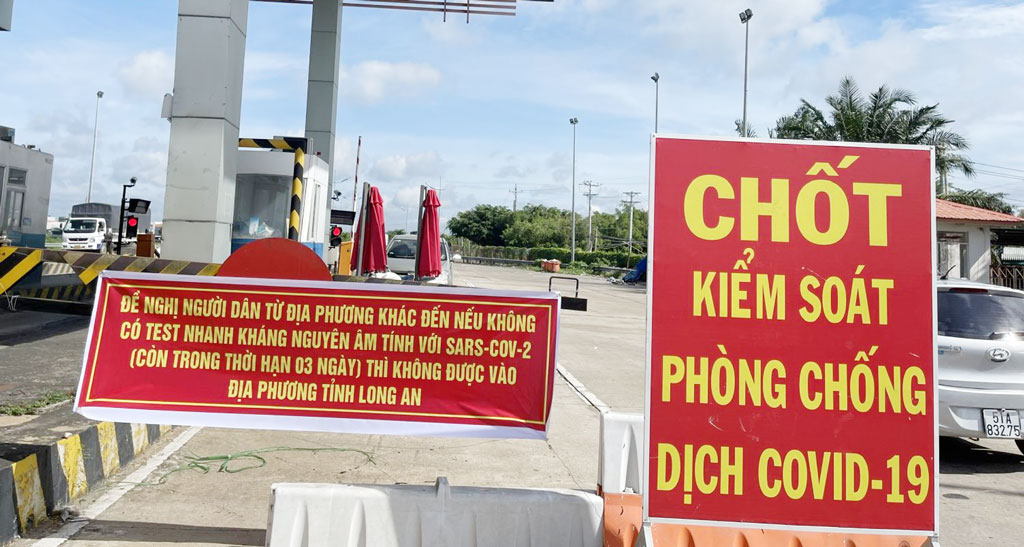 ĐỀ NGHỊ NGƯỜI DÂN TỪ ĐỊA PHƯƠNG KHÁC ĐẾN NẾU KHÔNG
CÓ TEST NHANH KHÁNG NGUYÊN ÂM TÍNH VỚI SARS-COV-2
(CÒN TRONG THỜI HẠN 03 NGÀY) THÌ KHÔNG ĐƯỢC VÀO
ĐỊA PHƯƠNG TỈNH LONG AN
CHỐT
KIỂM SOÁT
PHÒNG CHỐNG
DỊCH COVID-19
51A
83275